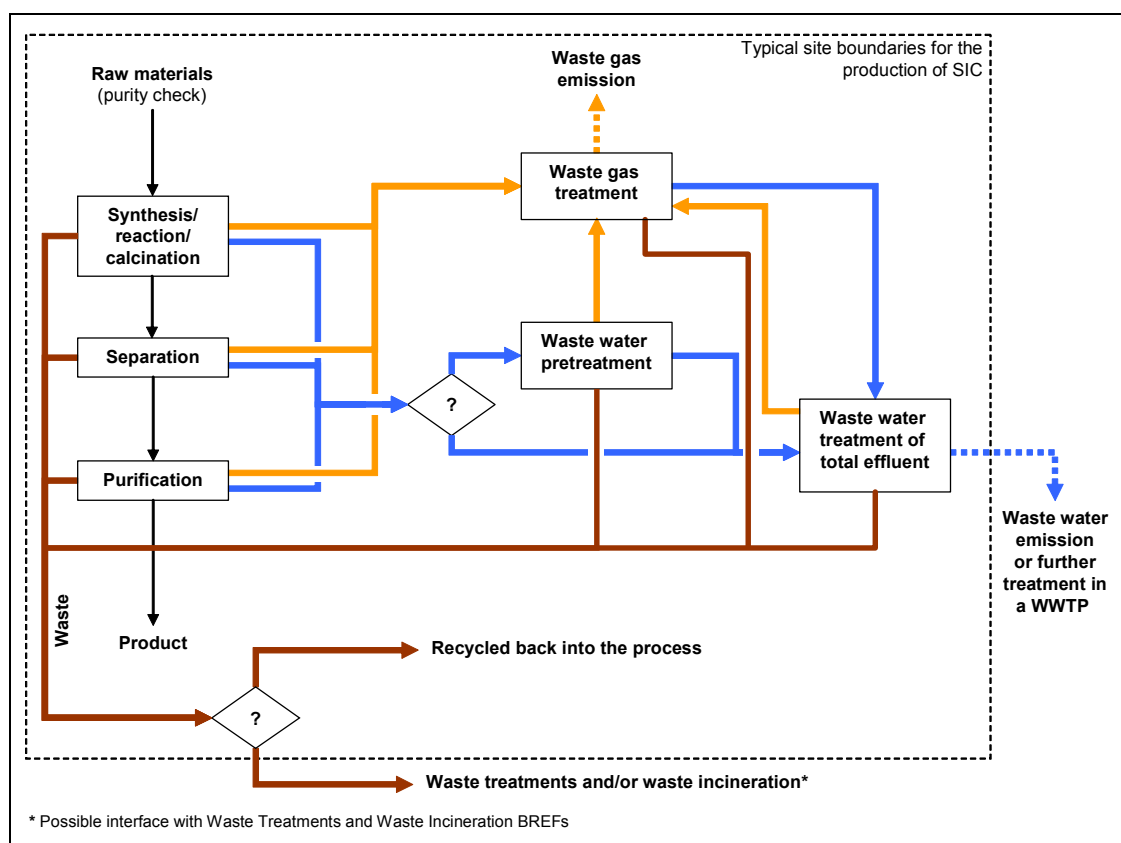 Typical site boundaries for the
production of SIC
Raw materials
(purity check)
Waste gas
emission
Waste gas
treatment
Synthesis/
reaction/
calcination
Waste water
pretreatment
Separation
?
Waste water
treatment of
total effluent
Purification
Waste water
emission
or further
treatment in
a WWTP
Waste
Product
Recycled back into the process
?
Waste treatments and/or waste incineration*
* Possible interface with Waste Treatments and Waste Incineration BREFs